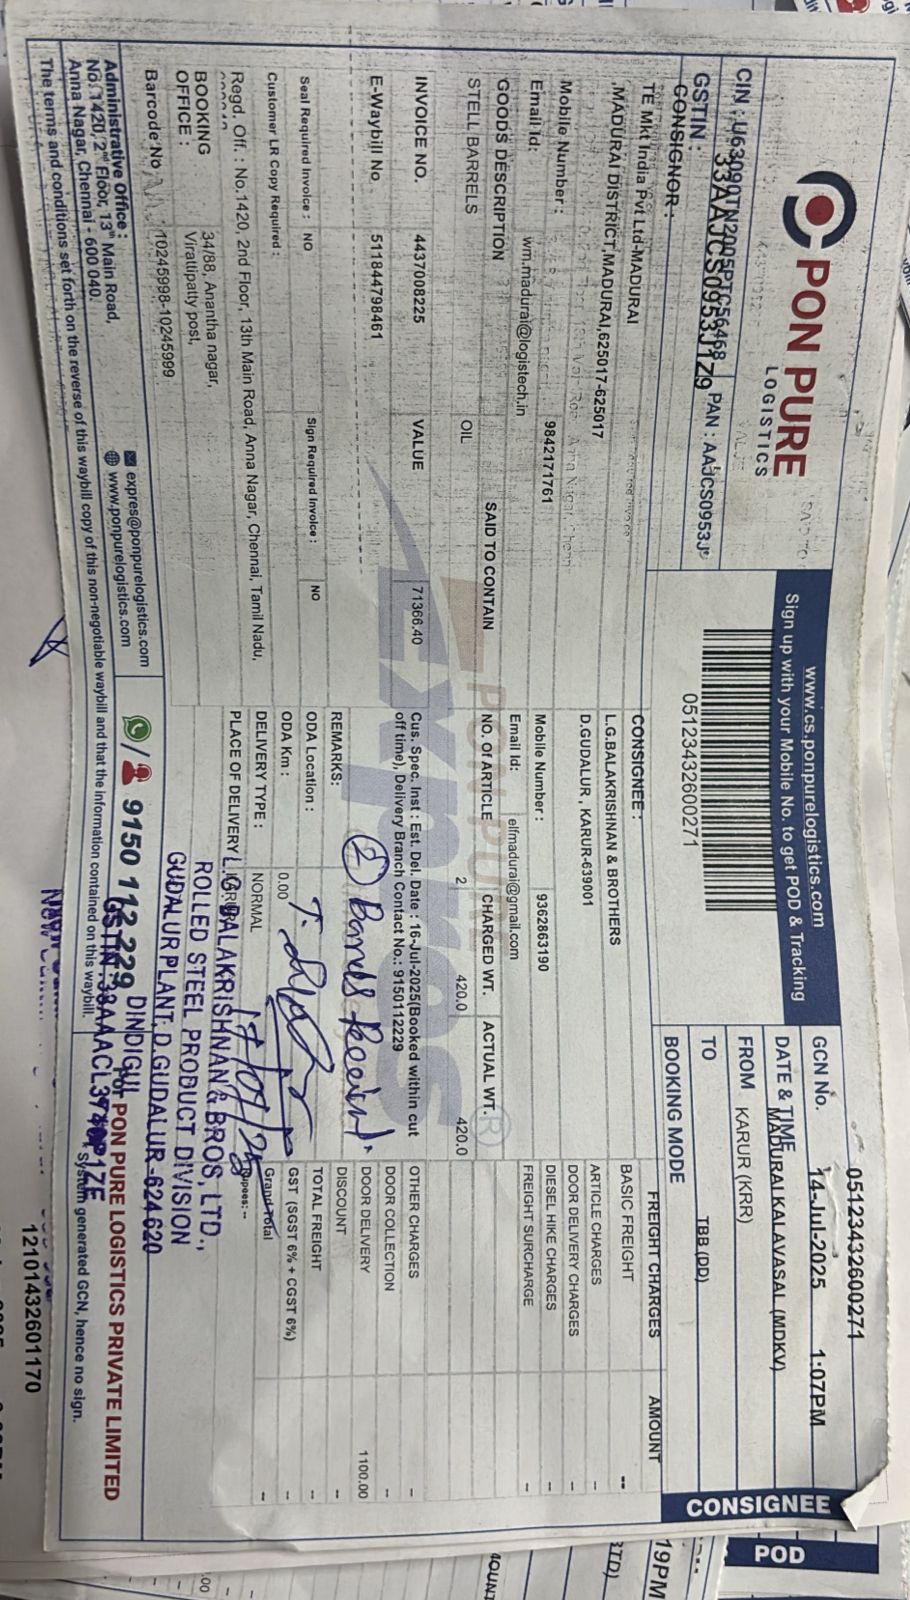 PON PURE
LOGISTICS
CIN : U63090TN2005PTC56468
GSTIN : 33AAJCS0953J1Z9 PAN : AAJCS0953J
www.cs.ponpurelogistics.com
Sign up with your Mobile No. to get POD & Tracking
0512343260​0271
GCN No. 0512343260​0271
DATE & TIME 14-Jul-2025 1:07PM
FROM MADURAI KALAVASAL (MDKV)
TO KARUR (KRR)
BOOKING MODE TBB (DD)
CONSIGNEE
POD
CONSIGNOR :
TE Mkt India Pvt Ltd-MADURAI
,MADURAI DISTRICT,MADURAI,625017-625017
Mobile Number : 9842171761
Email Id: wm.madurai@logistech.in
CONSIGNEE :
L.G.BALAKRISHNAN & BROTHERS
D.GUDALUR , KARUR-639001
Mobile Number : 9362863190
Email Id: elfmadurai@gmail.com
GOODS DESCRIPTION SAID TO CONTAIN NO. Of ARTICLE CHARGED WT. ACTUAL WT.
STELL BARRELS OIL 2 420.0 420.0
INVOICE NO. 4437008225 VALUE 71366.40
E-Waybill No 511844798461
Cus. Spec. Inst : Est. Del. Date : 16-Jul-2025(Booked within cut
off time), Delivery Branch Contact No.: 9150112229
Seal Required Invoice : NO Sign Required Invoice : NO
Customer LR Copy Required :
REMARKS:
ODA Location :
ODA Km : 0.00
DELIVERY TYPE : NORMAL
PLACE OF DELIVERY
FREIGHT CHARGES AMOUNT
BASIC FREIGHT --
ARTICLE CHARGES --
DOOR DELIVERY CHARGES --
DIESEL HIKE CHARGES --
FREIGHT SURCHARGE --
OTHER CHARGES --
DOOR COLLECTION --
DOOR DELIVERY 1100.00
DISCOUNT --
TOTAL FREIGHT --
GST (SGST 6% + CGST 6%) --
Grand Total --
Rupees: --
Regd. Off. : No.1420, 2nd Floor, 13th Main Road, Anna Nagar, Chennai, Tamil Nadu,
BOOKING OFFICE : 34/88, Anantha nagar,
Virattipatty post,
Barcode No 10245998-10245999
② Received
17/07/25
L.G. BALAKRISHNAN & BROS, LTD.,
ROLLED STEEL PRODUCT DIVISION
GUDALUR PLANT, D.GUDALUR - 624 620
DINDIGUL
Administrative Office :
No. 1420, 2nd Floor, 13th Main Road,
Anna Nagar, Chennai - 600 040.
expres@ponpurelogistics.com
www.ponpurelogistics.com
9150 112 229
For PON PURE LOGISTICS PRIVATE LIMITED
The terms and conditions set forth on the reverse of this waybill copy of this non-negotiable waybill and that the information contained on this waybill.
* System generated GCN, hence no sign.
PON PURE
Expres
12101432601170
19PM